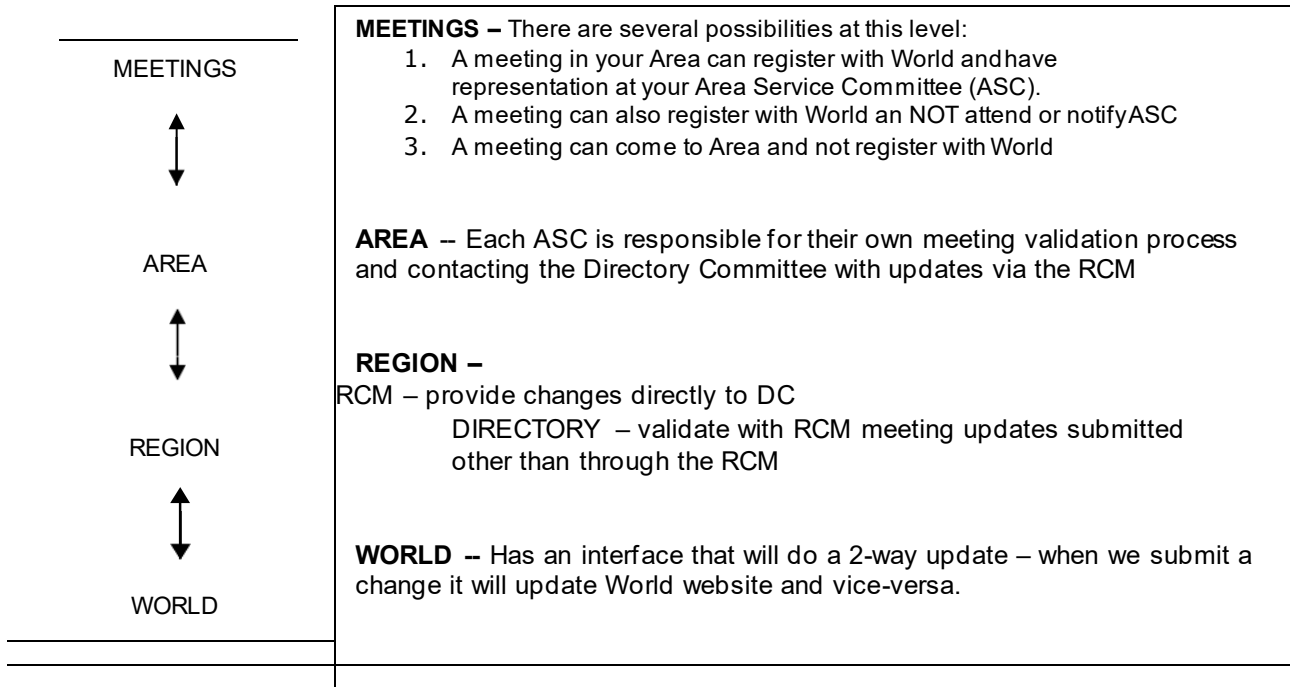 MEETINGS
AREA
REGION
WORLD
MEETINGS – There are several possibilities at this level:
1. A meeting in your Area can register with World andhave
representation at your Area Service Committee (ASC).
2. A meeting can also register with World an NOT attend or notifyASC
3. A meeting can come to Area and not register with World
AREA -- Each ASC is responsible for their own meeting validation process
and contacting the Directory Committee with updates via the RCM
REGION –
RCM – provide changes directly to DC
DIRECTORY – validate with RCM meeting updates submitted
other than through the RCM
WORLD -- Has an interface that will do a 2-way update – when we submit a
change it will update World website and vice-versa.